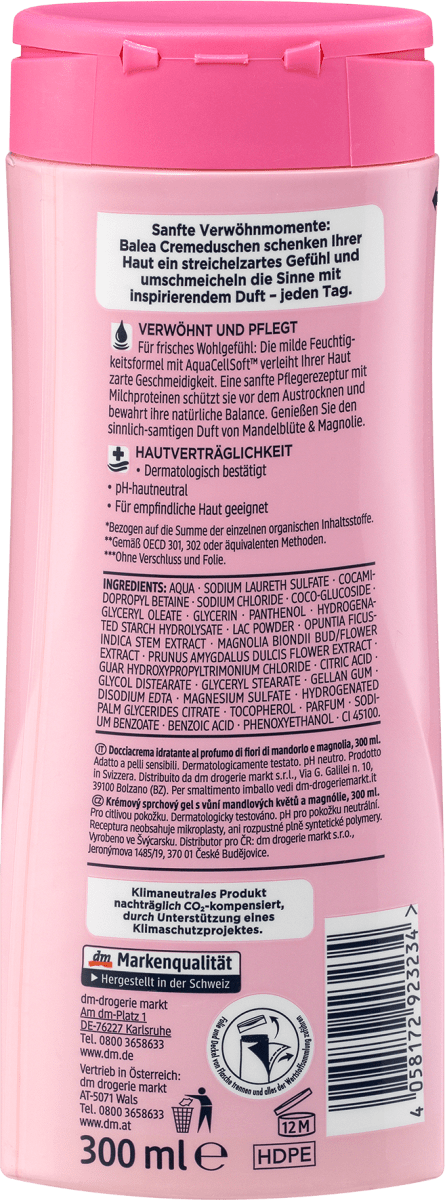 Sanfte Verwöhnmomente:
Balea Cremeduschen schenken Ihrer
Haut ein streichelzartes Gefühl und
umschmeicheln die Sinne mit
inspirierendem Duft – jeden Tag.
VERWÖHNT UND PFLEGT
Für frisches Wohlgefühl: Die milde Feuchtig-
keitsformel mit AquaCellSoft™ verleiht Ihrer Haut
zarte Geschmeidigkeit. Eine sanfte Pflegerezeptur mit
Milchproteinen schützt sie vor dem Austrocknen und
bewahrt ihre natürliche Balance. Genießen Sie den
sinnlich-samtigen Duft von Mandelblüte & Magnolie.
HAUTVERTRÄGLICHKEIT
• Dermatologisch bestätigt
• pH-hautneutral
• Für empfindliche Haut geeignet
*Bezogen auf die Summe der einzelnen organischen Inhaltsstoffe.
**Gemäß OECD 301, 302 oder äquivalenten Methoden.
***Ohne Verschluss und Folie.
INGREDIENTS: AQUA · SODIUM LAURETH SULFATE · COCAMI-
DOPROPYL BETAINE · SODIUM CHLORIDE · COCO-GLUCOSIDE ·
GLYCERYL OLEATE · GLYCERIN · PANTHENOL · HYDROGENA-
TED STARCH HYDROLYSATE · LAC POWDER · OPUNTIA FICUS-
INDICA STEM EXTRACT · MAGNOLIA BIONDII BUD/FLOWER
EXTRACT · PRUNUS AMYGDALUS DULCIS FLOWER EXTRACT ·
GUAR HYDROXYPROPYLTRIMONIUM CHLORIDE · CITRIC ACID ·
GLYCOL DISTEARATE · GLYCERYL STEARATE · GELLAN GUM ·
DISODIUM EDTA · MAGNESIUM SULFATE · HYDROGENATED
PALM GLYCERIDES CITRATE · TOCOPHEROL · PARFUM · SODI-
UM BENZOATE · BENZOIC ACID · PHENOXYETHANOL · CI 45100.
IT Docciacrema idratante al profumo di fiori di mandorlo e magnolia, 300 ml.
Adatto a pelli sensibili. Dermatologicamente testato. pH neutro. Prodotto
in Svizzera. Distribuito da dm drogerie markt s.r.l., Via G. Galilei n. 10,
39100 Bolzano (BZ). Per smaltimento imballo vedi dm-drogeriemarkt.it
CZ Krémový sprchový gel s vůní mandlových květů a magnólie, 300 ml.
Pro citlivou pokožku. Dermatologicky testováno. pH pro pokožku neutrální.
Receptura neobsahuje mikroplasty, ani rozpustné plně syntetické polymery.
Vyrobeno ve Švýcarsku. Distributor pro ČR: dm drogerie markt s.r.o.,
Jeronýmova 1485/19, 370 01 České Budějovice.
Klimaneutrales Produkt
nachträglich CO₂-kompensiert,
durch Unterstützung eines
Klimaschutzprojektes.
dm Markenqualität
Hergestellt in der Schweiz
dm-drogerie markt
Am dm-Platz 1
DE-76227 Karlsruhe
Tel. 0800 3658633
www.dm.de
Vertrieb in Österreich:
dm drogerie markt
AT-5071 Wals
Tel. 0800 3658633
www.dm.at
300 ml ℮
Folie und Deckel von Flasche trennen und alles der Wertstoffsammlung zuführen
12 M
HDPE
4 058172 923234 >